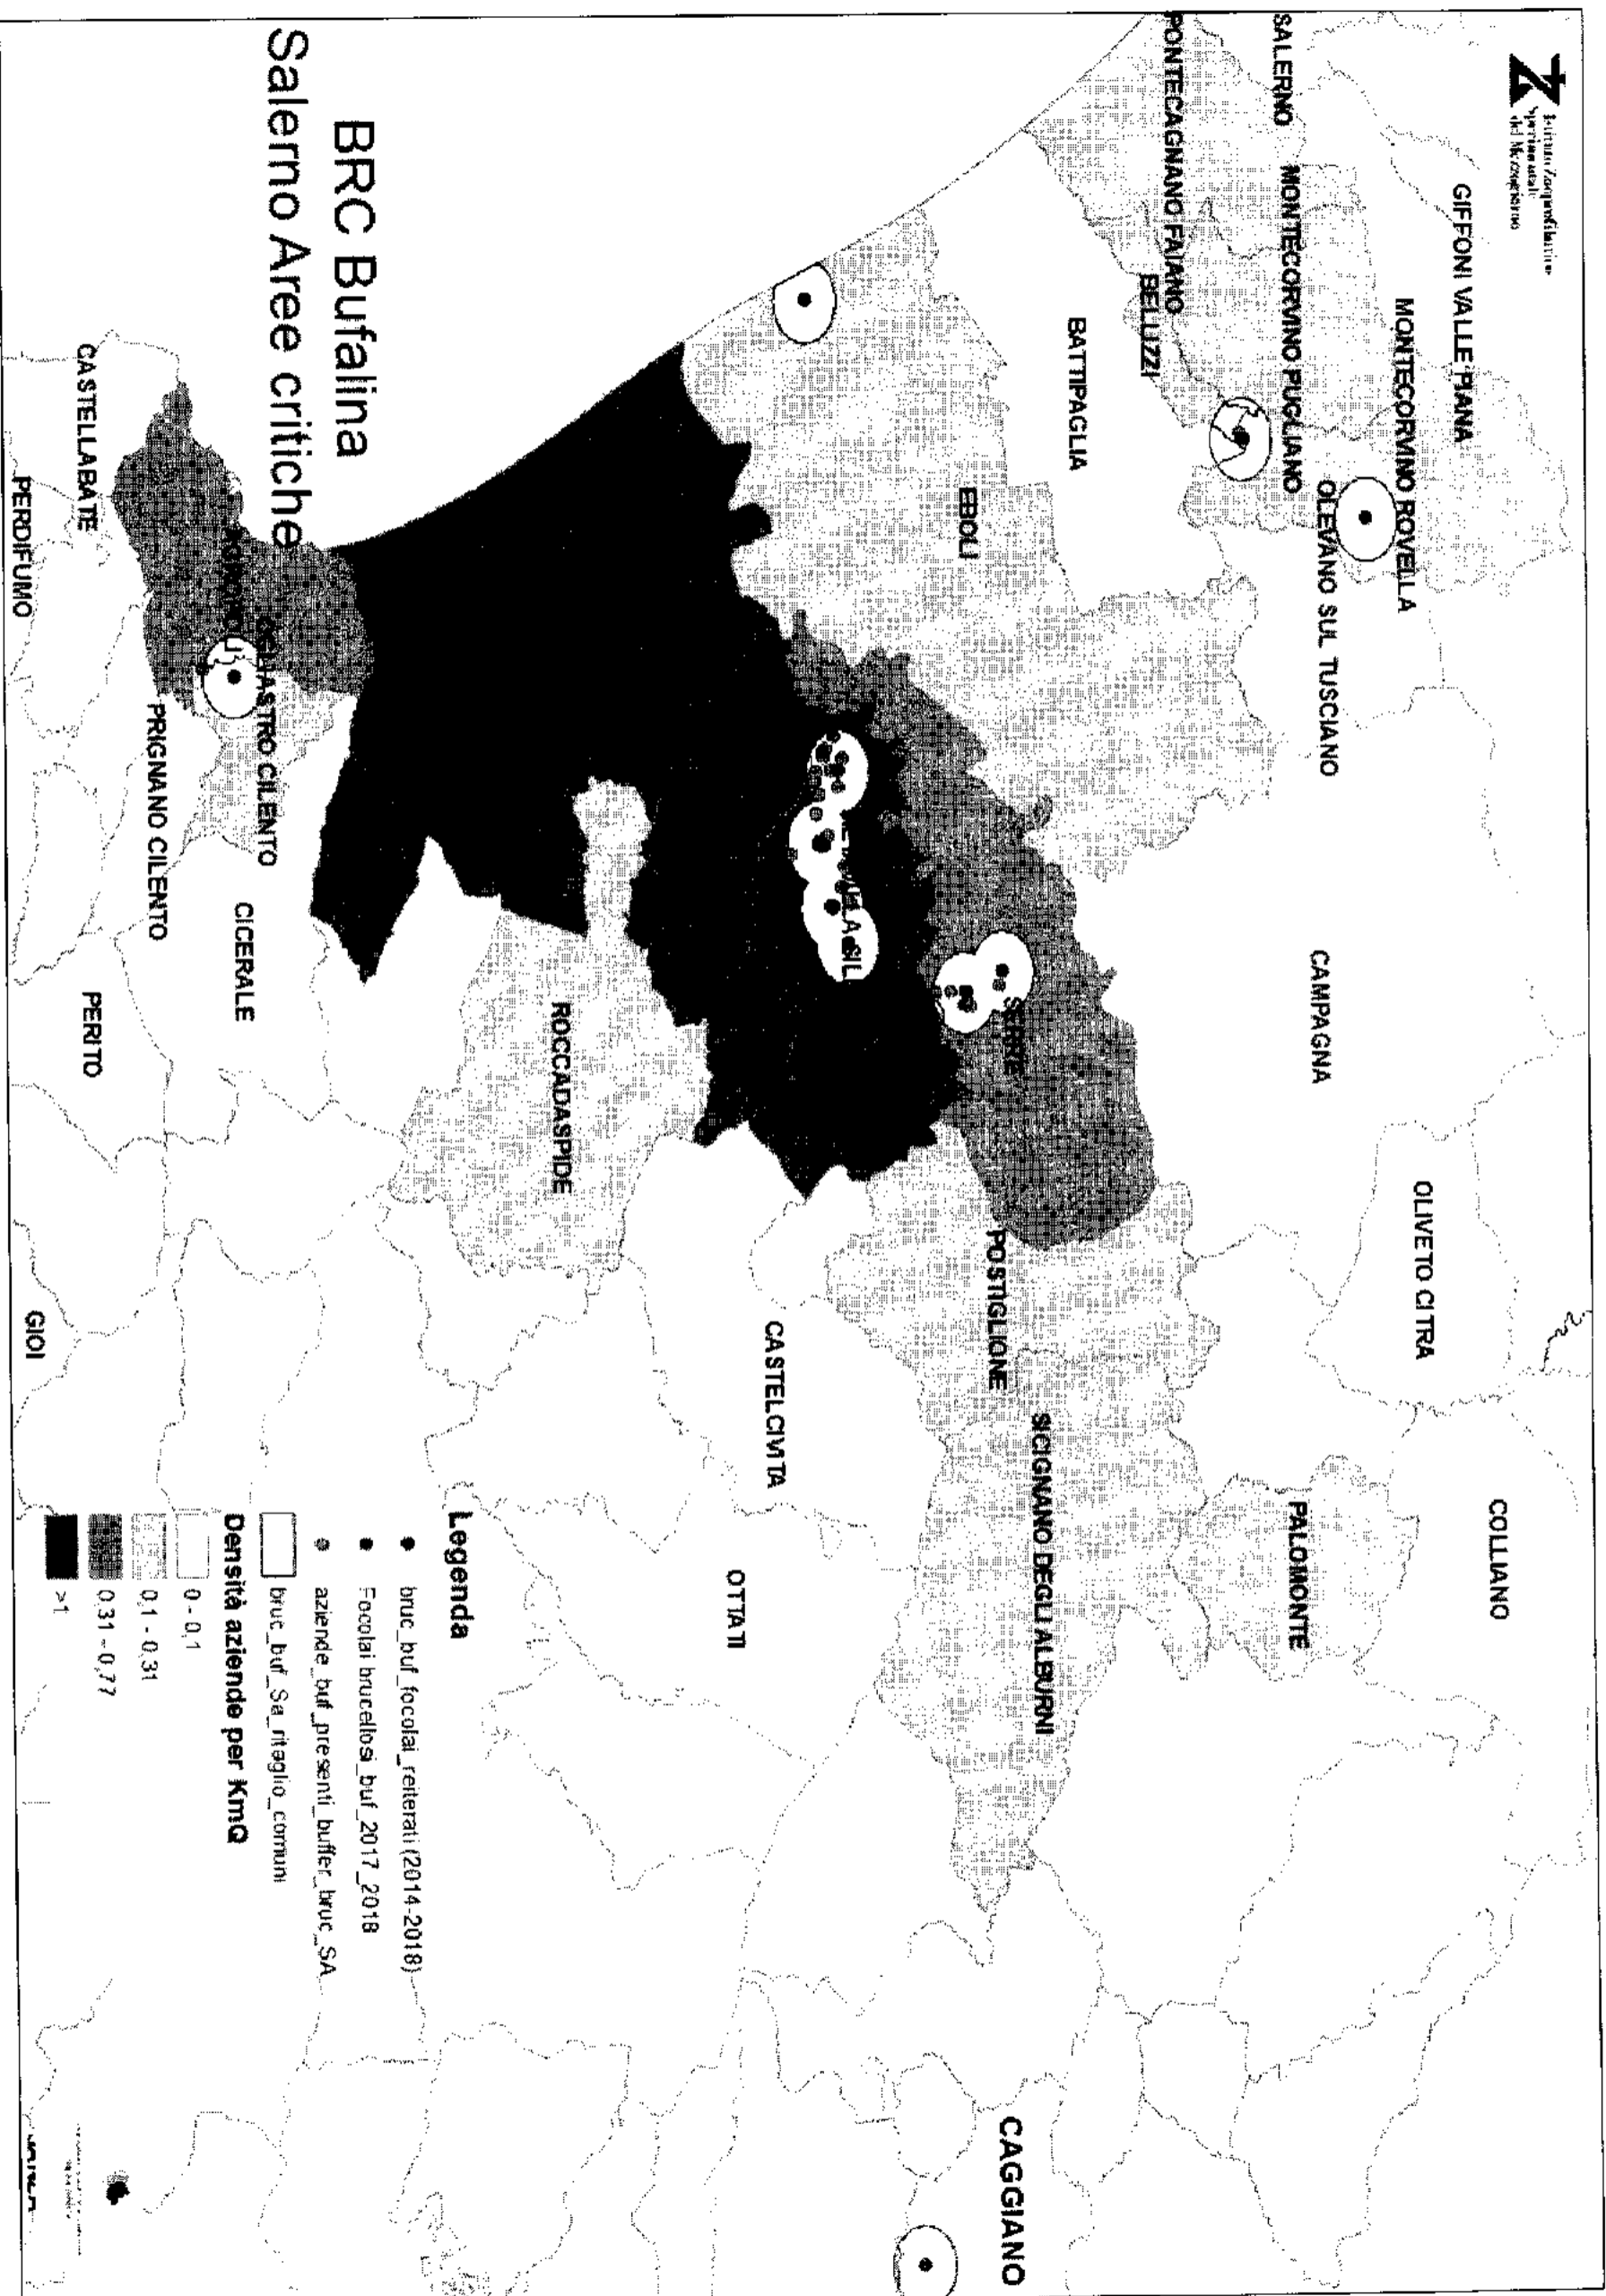 Istituto Zooprofilattico
Sperimentale
del Mezzogiorno
GIFFONI VALLE PIANA
MONTECORVINO ROVELLA
SALERNO
MONTECORVINO PUGLIANO
OLEVANO SUL TUSCIANO
PONTECAGNANO FAIANO
BELLIZZI
BATTIPAGLIA
EBOLI
CAMPAGNA
OLIVETO CITRA
COLLIANO
PALOMONTE
SERRE
POSTIGLIONE
SICIGNANO DEGLI ALBURNI
CAGGIANO
CASTELCIVITA
OTTATI
ROCCADASPIDE
BRC Bufalina
Salerno Aree critiche
OGLIASTRO CILENTO
CICERALE
PRIGNANO CILENTO
PERITO
CASTELLABATE
PERDIFUMO
GIOI
Legenda
bruc_buf_focolai_reiterati (2014-2018)
Focolai brucellosi_buf_2017_2018
aziende_buf_presenti_buffer_bruc_SA
bruc_buf_Sa_ritaglio_comuni
Densità aziende per KmQ
0 - 0,1
0,1 - 0,31
0,31 - 0,77
>1